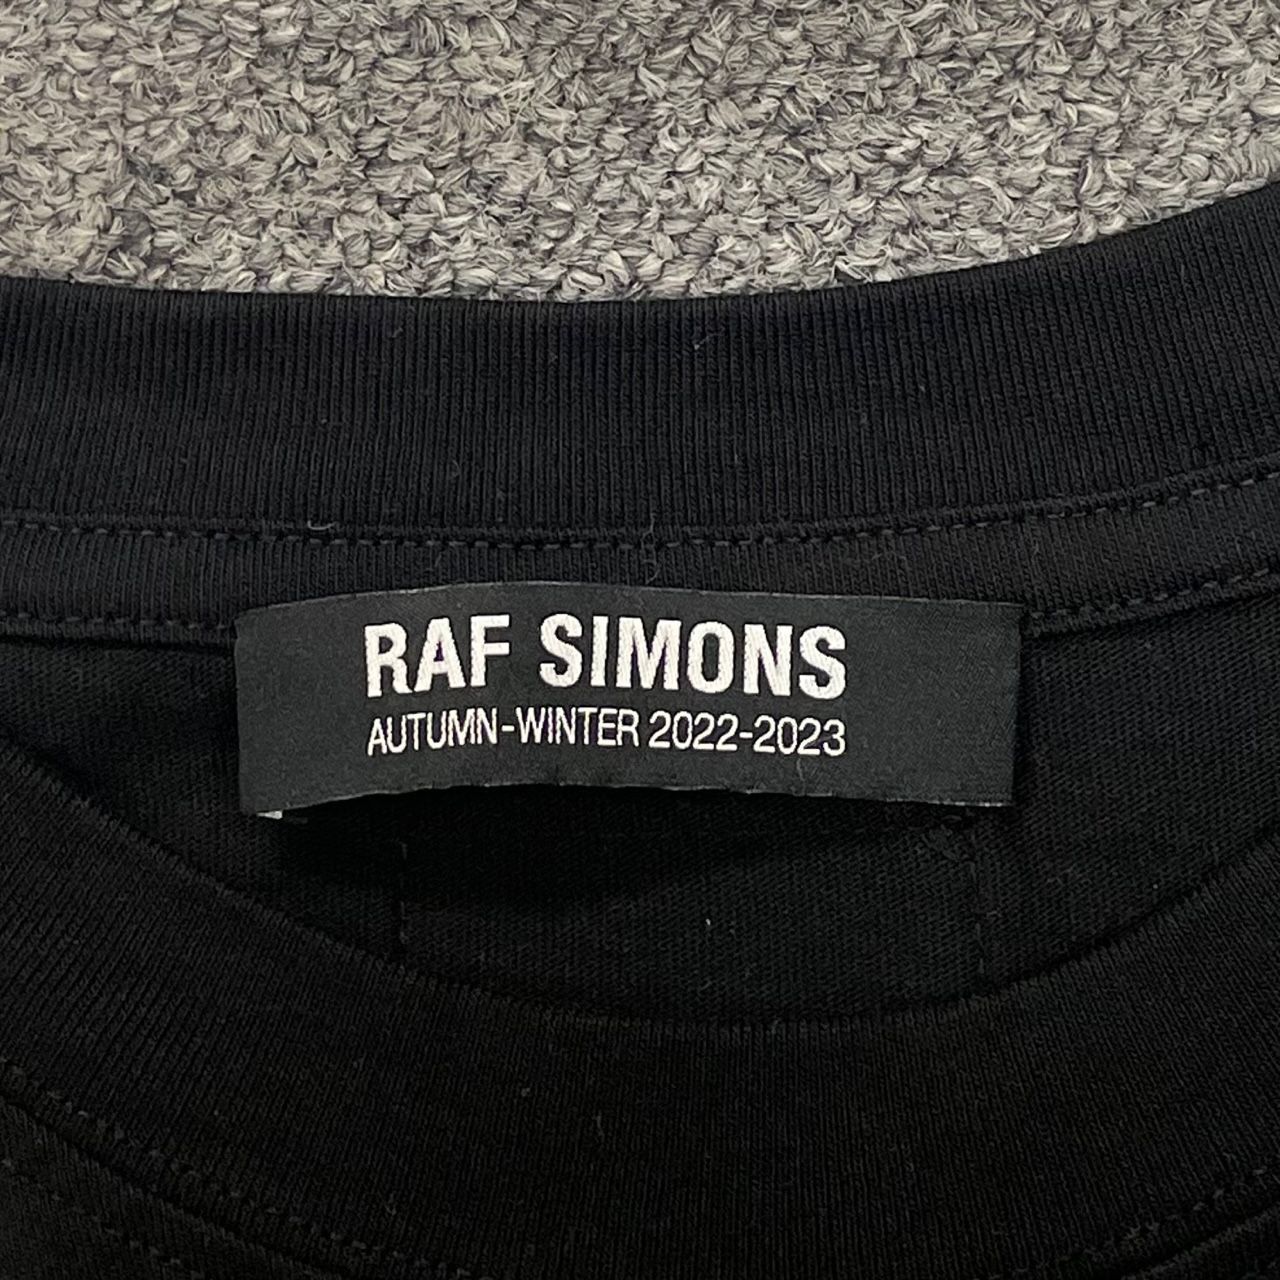 RAF SIMONS
AUTUMN-WINTER 2022-2023